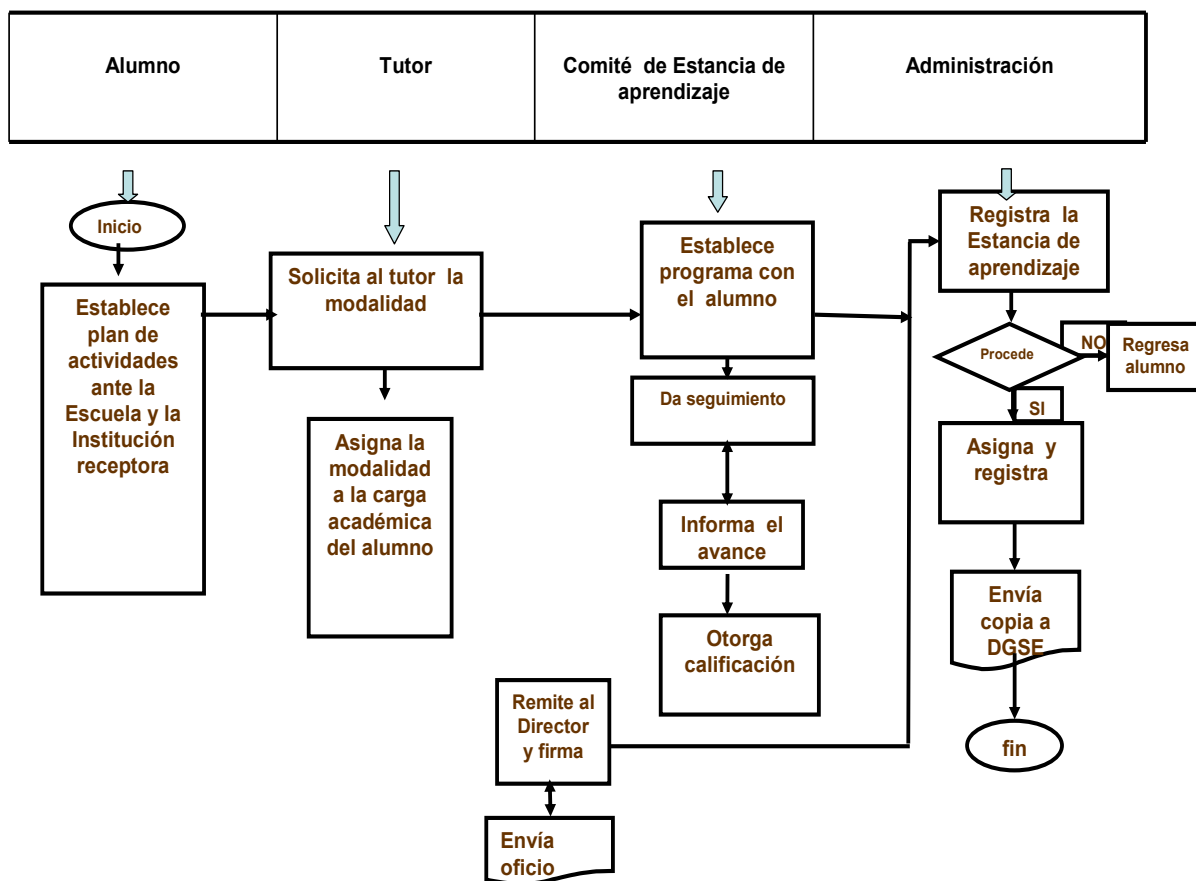 Alumno
Tutor
Comité de Estancia de
aprendizaje
Administración
Inicio
Establece
plan de
actividades
ante la
Escuela y la
Institución
receptora
Solicita al tutor la
modalidad
Asigna la
modalidad
a la carga
académica
del alumno
Establece
programa con
el alumno
Da seguimiento
Informa el
avance
Otorga
calificación
Remite al
Director
y firma
Envía
oficio
Registra la
Estancia de
aprendizaje
Procede
NO
Regresa
alumno
SI
Asigna y
registra
Envía
copia a
DGSE
fin